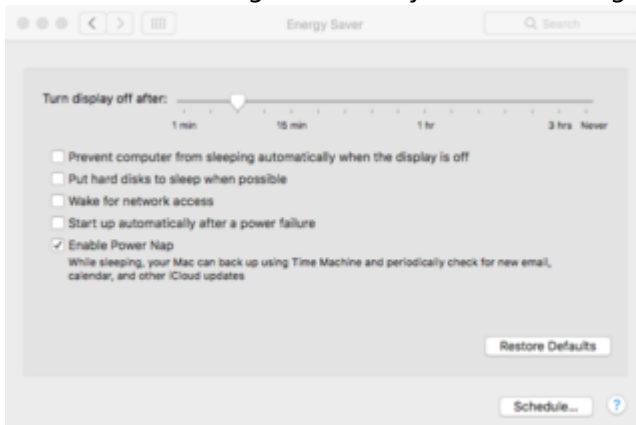 Energy Saver
Search
Turn display off after:
1 min 15 min 1 hr 3 hrs Never
Prevent computer from sleeping automatically when the display is off
Put hard disks to sleep when possible
Wake for network access
Start up automatically after a power failure
Enable Power Nap
While sleeping, your Mac can back up using Time Machine and periodically check for new email,
calendar, and other iCloud updates
Restore Defaults
Schedule...
?